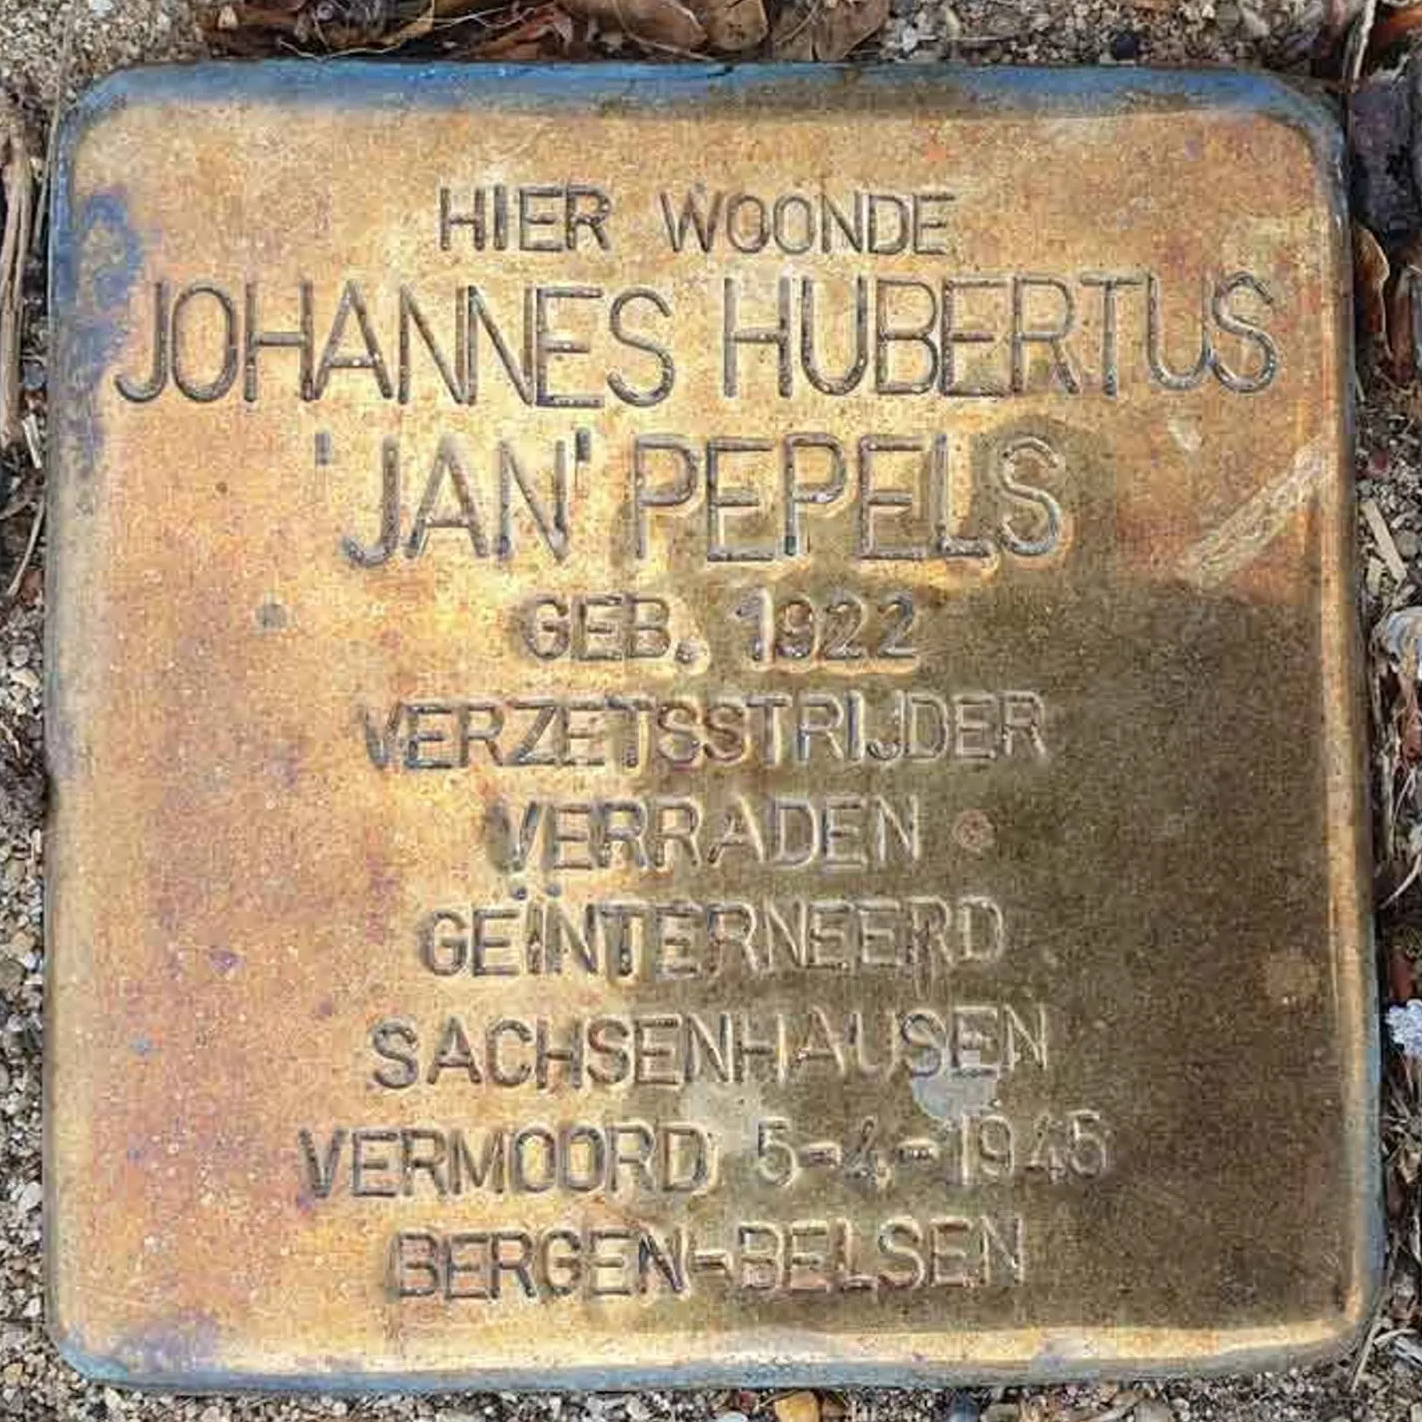 HIER WOONDE
JOHANNES HUBERTUS
'JAN' PEPELS
GEB. 1922
VERZETSSTRIJDER
VERRADEN
GEÏNTERNEERD
SACHSENHAUSEN
VERMOORD 5-4-1945
BERGEN-BELSEN